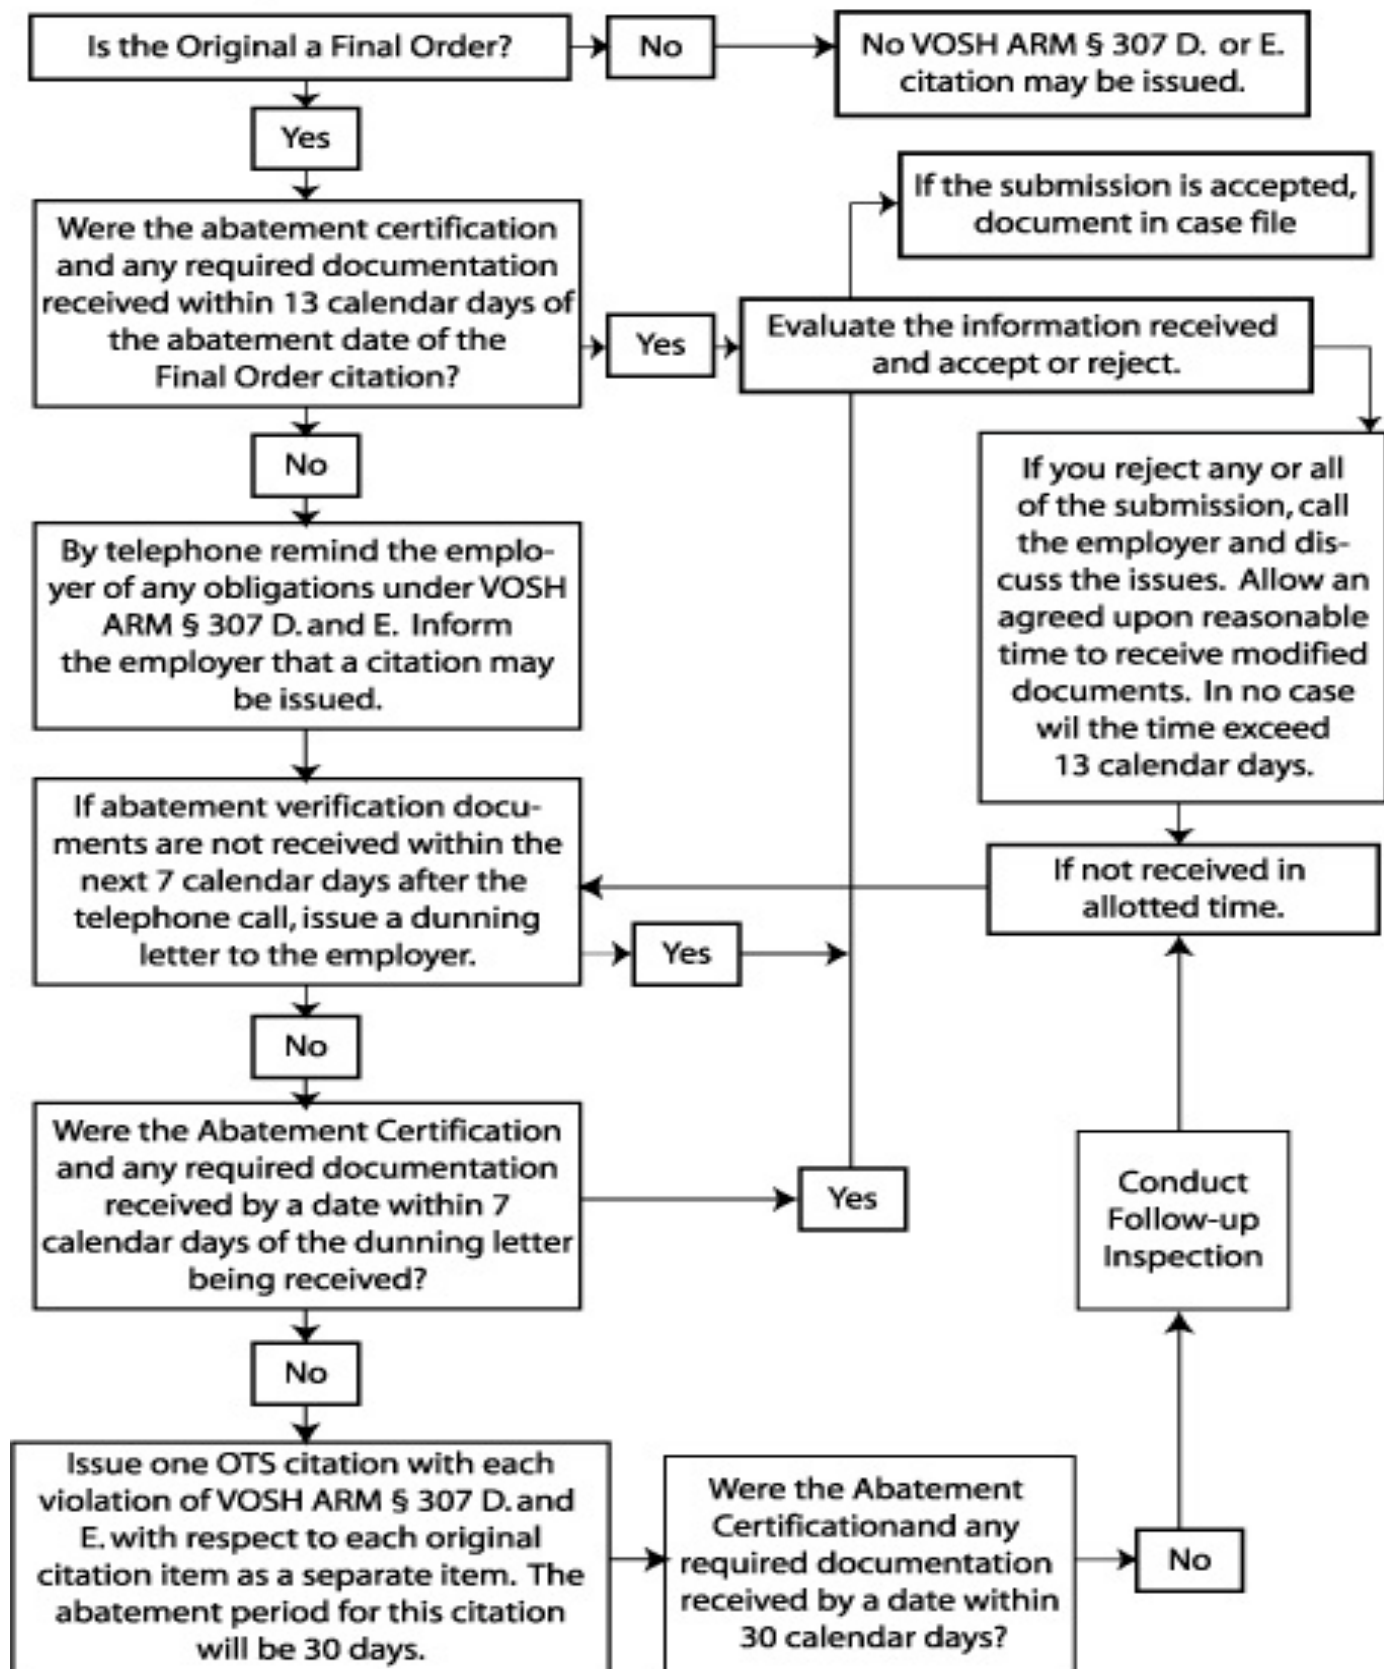 Is the Original a Final Order?
No
No VOSH ARM § 307 D. or E.
citation may be issued.
Yes
If the submission is accepted,
document in case file
Were the abatement certification
and any required documentation
received within 13 calendar days of
the abatement date of the
Final Order citation?
Yes
Evaluate the information received
and accept or reject.
No
If you reject any or all
of the submission, call
the employer and dis-
cuss the issues. Allow an
agreed upon reasonable
time to receive modified
documents. In no case
wil the time exceed
13 calendar days.
By telephone remind the emplo-
yer of any obligations under VOSH
ARM § 307 D. and E. Inform
the employer that a citation may
be issued.
If abatement verification docu-
ments are not received within the
next 7 calendar days after the
telephone call, issue a dunning
letter to the employer.
If not received in
allotted time.
Yes
No
Were the Abatement Certification
and any required documentation
received by a date within 7
calendar days of the dunning letter
being received?
Yes
Conduct
Follow-up
Inspection
No
Issue one OTS citation with each
violation of VOSH ARM § 307 D. and
E. with respect to each original
citation item as a separate item. The
abatement period for this citation
will be 30 days.
Were the Abatement
Certificationand any
required documentation
received by a date within
30 calendar days?
No